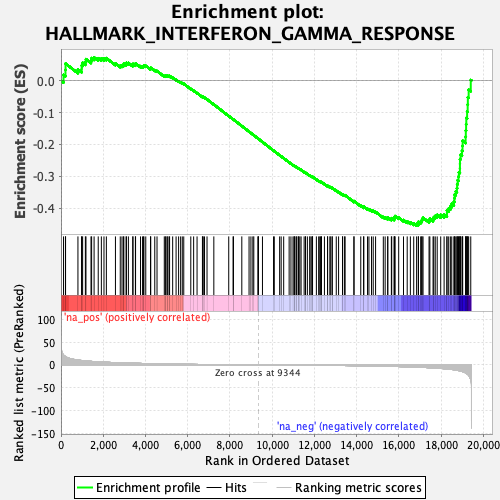 Enrichment plot:
HALLMARK_INTERFERON_GAMMA_RESPONSE
Enrichment score (ES)
0.0
-0.1
-0.2
-0.3
-0.4
'na_pos' (positively correlated)
Ranked list metric (PreRanked)
100
50
0
-50
-100
-150
Zero cross at 9344
'na_neg' (negatively correlated)
0
2,000
4,000
6,000
8,000
10,000
12,000
14,000
16,000
18,000
20,000
Rank in Ordered Dataset
Enrichment profile
Hits
Ranking metric scores